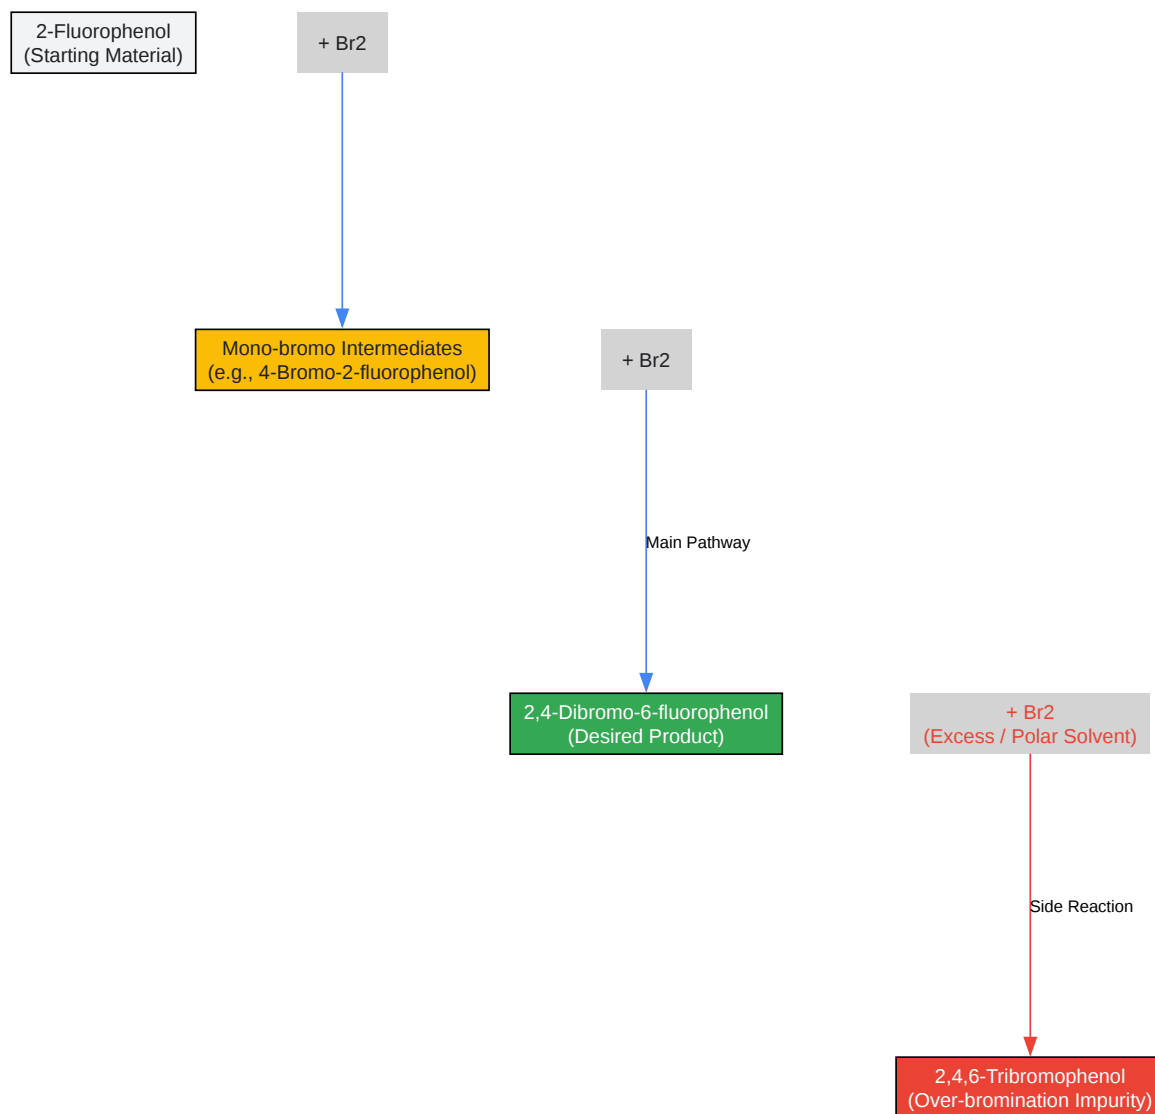 2-Fluorophenol
(Starting Material)
+ Br2
Mono-bromo Intermediates
(e.g., 4-Bromo-2-fluorophenol)
+ Br2
Main Pathway
2,4-Dibromo-6-fluorophenol
(Desired Product)
+ Br2
(Excess / Polar Solvent)
Side Reaction
2,4,6-Tribromophenol
(Over-bromination Impurity)